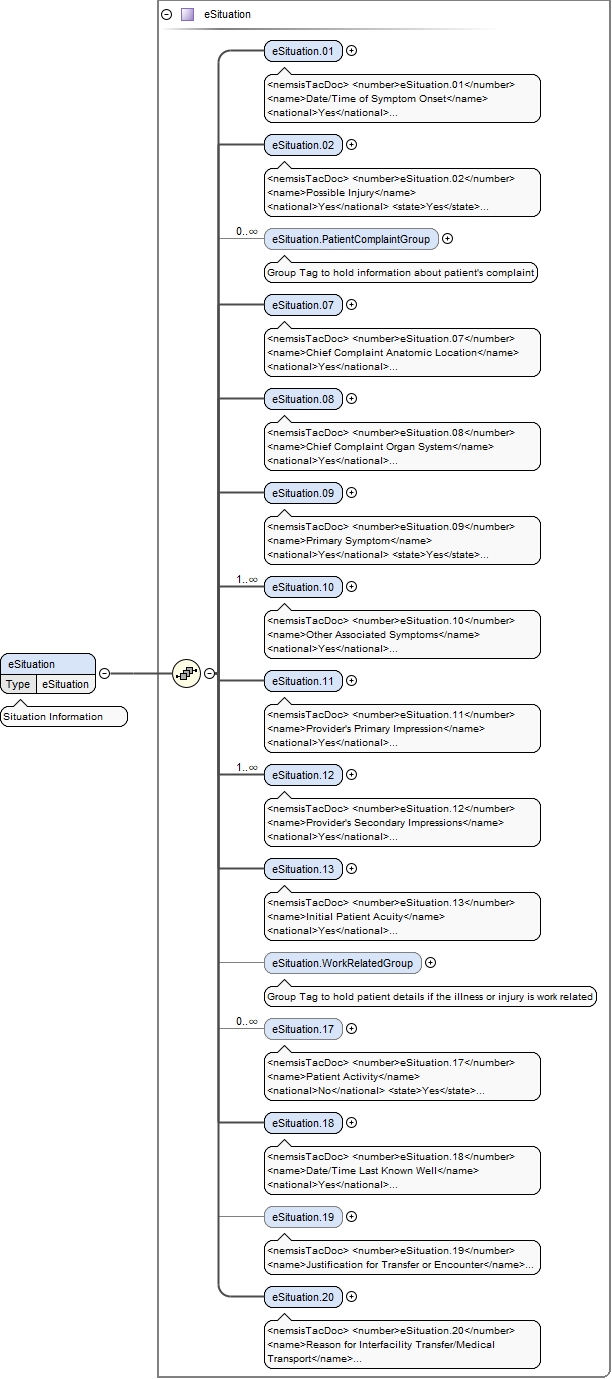 eSituation
eSituation.01
<nemsisTacDoc> <number>eSituation.01</number>
<name>Date/Time of Symptom Onset</name>
<national>Yes</national>...
eSituation.02
<nemsisTacDoc> <number>eSituation.02</number>
<name>Possible Injury</name>
<national>Yes</national> <state>Yes</state>...
0..∞
eSituation.PatientComplaintGroup
Group Tag to hold information about patient's complaint
eSituation.07
<nemsisTacDoc> <number>eSituation.07</number>
<name>Chief Complaint Anatomic Location</name>
<national>Yes</national>...
eSituation.08
<nemsisTacDoc> <number>eSituation.08</number>
<name>Chief Complaint Organ System</name>
<national>Yes</national>...
eSituation.09
<nemsisTacDoc> <number>eSituation.09</number>
<name>Primary Symptom</name>
<national>Yes</national> <state>Yes</state>...
1..∞
eSituation.10
<nemsisTacDoc> <number>eSituation.10</number>
<name>Other Associated Symptoms</name>
<national>Yes</national>...
eSituation
Type eSituation
Situation Information
eSituation.11
<nemsisTacDoc> <number>eSituation.11</number>
<name>Provider's Primary Impression</name>
<national>Yes</national>...
1..∞
eSituation.12
<nemsisTacDoc> <number>eSituation.12</number>
<name>Provider's Secondary Impressions</name>
<national>Yes</national>...
eSituation.13
<nemsisTacDoc> <number>eSituation.13</number>
<name>Initial Patient Acuity</name>
<national>Yes</national>...
eSituation.WorkRelatedGroup
Group Tag to hold patient details if the illness or injury is work related
0..∞
eSituation.17
<nemsisTacDoc> <number>eSituation.17</number>
<name>Patient Activity</name>
<national>No</national> <state>Yes</state>...
eSituation.18
<nemsisTacDoc> <number>eSituation.18</number>
<name>Date/Time Last Known Well</name>
<national>Yes</national>...
eSituation.19
<nemsisTacDoc> <number>eSituation.19</number>
<name>Justification for Transfer or Encounter</name>...
eSituation.20
<nemsisTacDoc> <number>eSituation.20</number>
<name>Reason for Interfacility Transfer/Medical
Transport</name>...